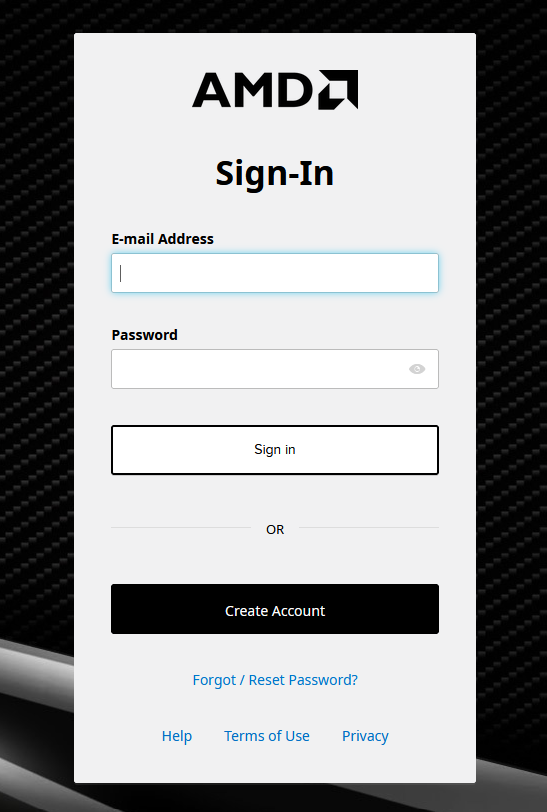 AMD
Sign-In
E-mail Address
Password
Sign in
OR
Create Account
Forgot / Reset Password?
Help Terms of Use Privacy